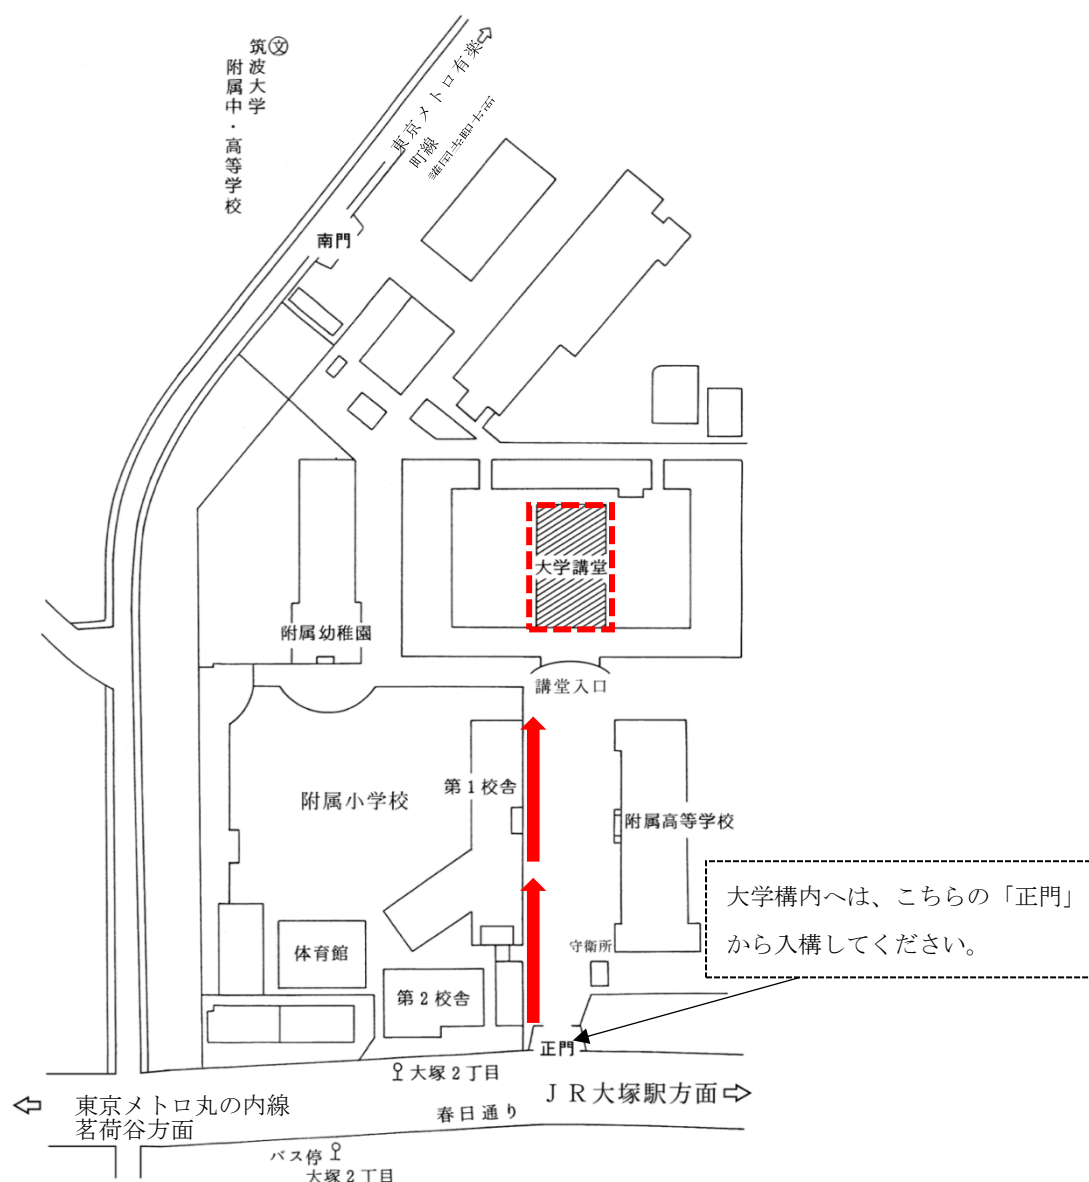 文
筑波大学
附属中・高等学校
東京メトロ有楽
町線
南門
大学講堂
附属幼稚園
講堂入口
第1校舎
附属小学校
附属高等学校
大学構内へは、こちらの「正門」
から入構してください。
守衛所
体育館
第2校舎
正門
大塚2丁目
JR大塚駅方面
東京メトロ丸の内線
茗荷谷方面
春日通り
バス停
大塚2丁目